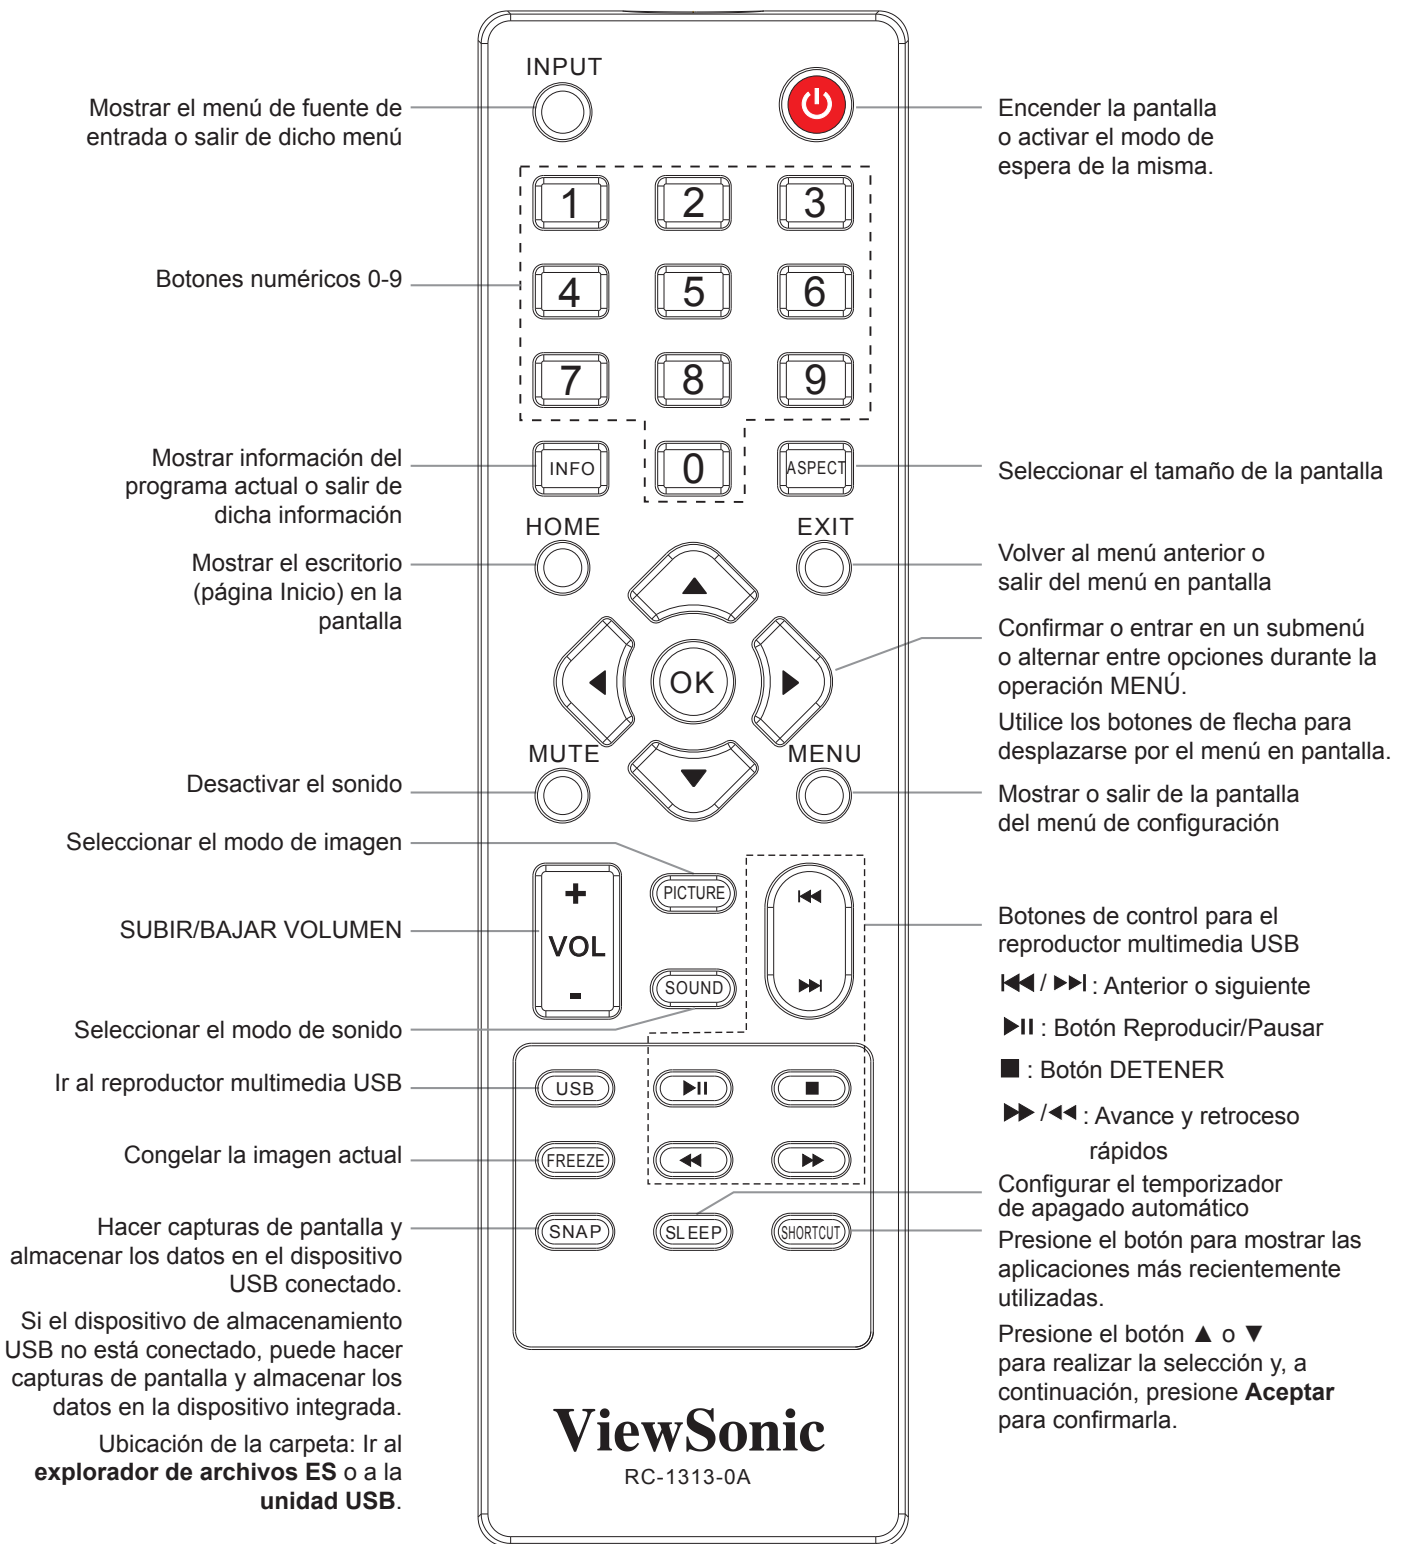 INPUT
Mostrar el menú de fuente de
entrada o salir de dicho menú
Encender la pantalla
o activar el modo de
espera de la misma.
1
2
3
Botones numéricos 0-9
4
5
6
7
8
9
Mostrar información del
programa actual o salir de
dicha información
INFO
0
ASPECT
Seleccionar el tamaño de la pantalla
HOME
EXIT
Mostrar el escritorio
(página Inicio) en la
pantalla
Volver al menú anterior o
salir del menú en pantalla
▲
◀
OK
▶
▼
Confirmar o entrar en un submenú
o alternar entre opciones durante la
operación MENÚ.
Utilice los botones de flecha para
desplazarse por el menú en pantalla.
MUTE
MENU
Desactivar el sonido
Mostrar o salir de la pantalla
del menú de configuración
Seleccionar el modo de imagen
+
VOL
-
PICTURE
SUBIR/BAJAR VOLUMEN
SOUND
Seleccionar el modo de sonido
Botones de control para el
reproductor multimedia USB
⏮ / ⏭ : Anterior o siguiente
▶II : Botón Reproducir/Pausar
■ : Botón DETENER
▶▶ /◀◀ : Avance y retroceso
rápidos
Ir al reproductor multimedia USB
USB
▶II
■
Congelar la imagen actual
FREEZE
◀◀
▶▶
Configurar el temporizador
de apagado automático
SNAP
SLEEP
SHORTCUT
Hacer capturas de pantalla y
almacenar los datos en el dispositivo
USB conectado.
Si el dispositivo de almacenamiento
USB no está conectado, puede hacer
capturas de pantalla y almacenar los
datos en la dispositivo integrada.
Ubicación de la carpeta: Ir al
explorador de archivos ES o a la
unidad USB.
Presione el botón para mostrar las
aplicaciones más recientemente
utilizadas.
Presione el botón ▲ o ▼
para realizar la selección y, a
continuación, presione Aceptar
para confirmarla.
ViewSonic
RC-1313-0A